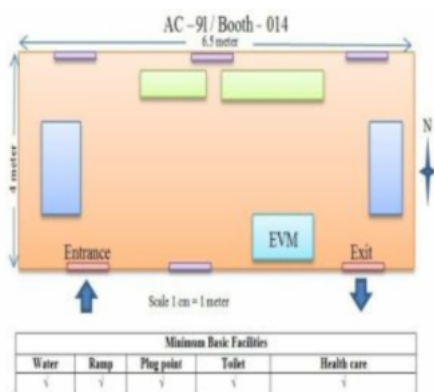 AC - 91 / Booth - 014
6.5 meter
4 meter
N
EVM
Entrance
Exit
Scale 1 cm = 1 meter
Minimum Basic Facilities
Water Ramp Plug point Toilet Health care
√ √ √ √ √